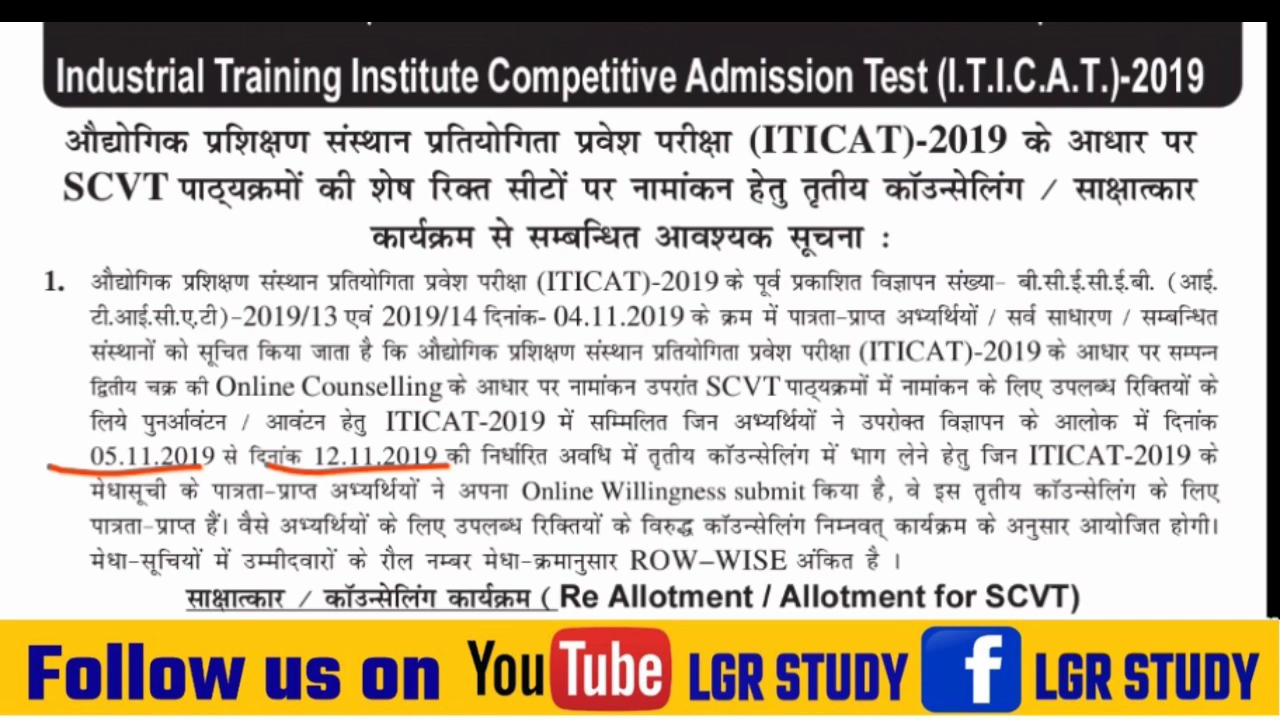 Industrial Training Institute Competitive Admission Test (I.T.I.C.A.T.)-2019
औद्योगिक प्रशिक्षण संस्थान प्रतियोगिता प्रवेश परीक्षा (ITICAT)-2019 के आधार पर
SCVT पाठ्यक्रमों की शेष रिक्त सीटों पर नामांकन हेतु तृतीय कॉउन्सेलिंग / साक्षात्कार
कार्यक्रम से सम्बन्धित आवश्यक सूचना :
1. औद्योगिक प्रशिक्षण संस्थान प्रतियोगिता प्रवेश परीक्षा (ITICAT)-2019 के पूर्व प्रकाशित विज्ञापन संख्या- बी.सी.ई.सी.ई.बी. (आई.
टी.आई.सी.ए.टी)-2019/13 एवं 2019/14 दिनांक- 04.11.2019 के क्रम में पात्रता-प्राप्त अभ्यर्थियों / सर्व साधारण / सम्बन्धित
संस्थानों को सूचित किया जाता है कि औद्योगिक प्रशिक्षण संस्थान प्रतियोगिता प्रवेश परीक्षा (ITICAT)-2019 के आधार पर सम्पन्न
द्वितीय चक्र की Online Counselling के आधार पर नामांकन उपरांत SCVT पाठ्यक्रमों में नामांकन के लिए उपलब्ध रिक्तियों के
लिये पुनर्आवंटन / आवंटन हेतु ITICAT-2019 में सम्मिलित जिन अभ्यर्थियों ने उपरोक्त विज्ञापन के आलोक में दिनांक
05.11.2019 से दिनांक 12.11.2019 की निर्धारित अवधि में तृतीय कॉउन्सेलिंग में भाग लेने हेतु जिन ITICAT-2019 के
मेधासूची के पात्रता-प्राप्त अभ्यर्थियों ने अपना Online Willingness submit किया है, वे इस तृतीय कॉउन्सेलिंग के लिए
पात्रता-प्राप्त हैं। वैसे अभ्यर्थियों के लिए उपलब्ध रिक्तियों के विरुद्ध कॉउन्सेलिंग निम्नवत् कार्यक्रम के अनुसार आयोजित होगी।
मेधा-सूचियों में उम्मीदवारों के रौल नम्बर मेधा-क्रमानुसार ROW-WISE अंकित है ।
साक्षात्कार / कॉउन्सेलिंग कार्यक्रम ( Re Allotment / Allotment for SCVT)
Follow us on YouTube LGR STUDY f LGR STUDY